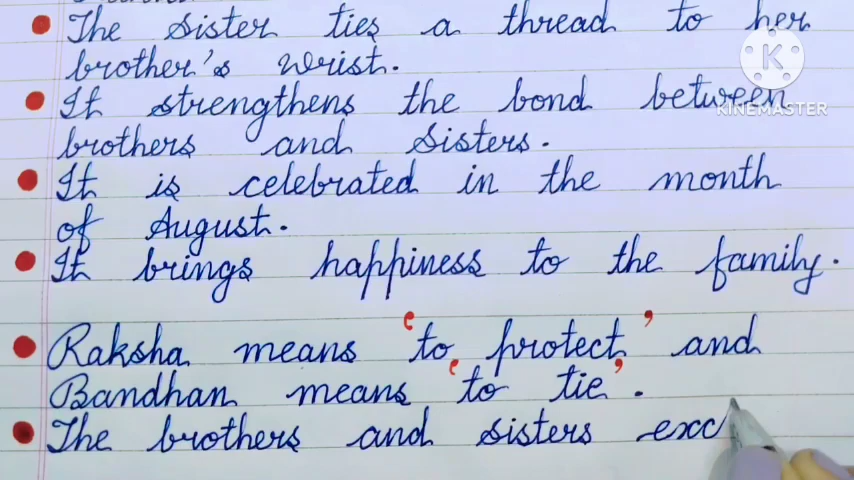 The Sister ties a thread to her
brother's wrist.
It strengthens the bond between
brothers and Sisters.
It is celebrated in the month
of August.
It brings happiness to the family.
Raksha means 'to protect' and
Bandhan means 'to tie'.
The brothers and sisters exc
K
KINEMASTER